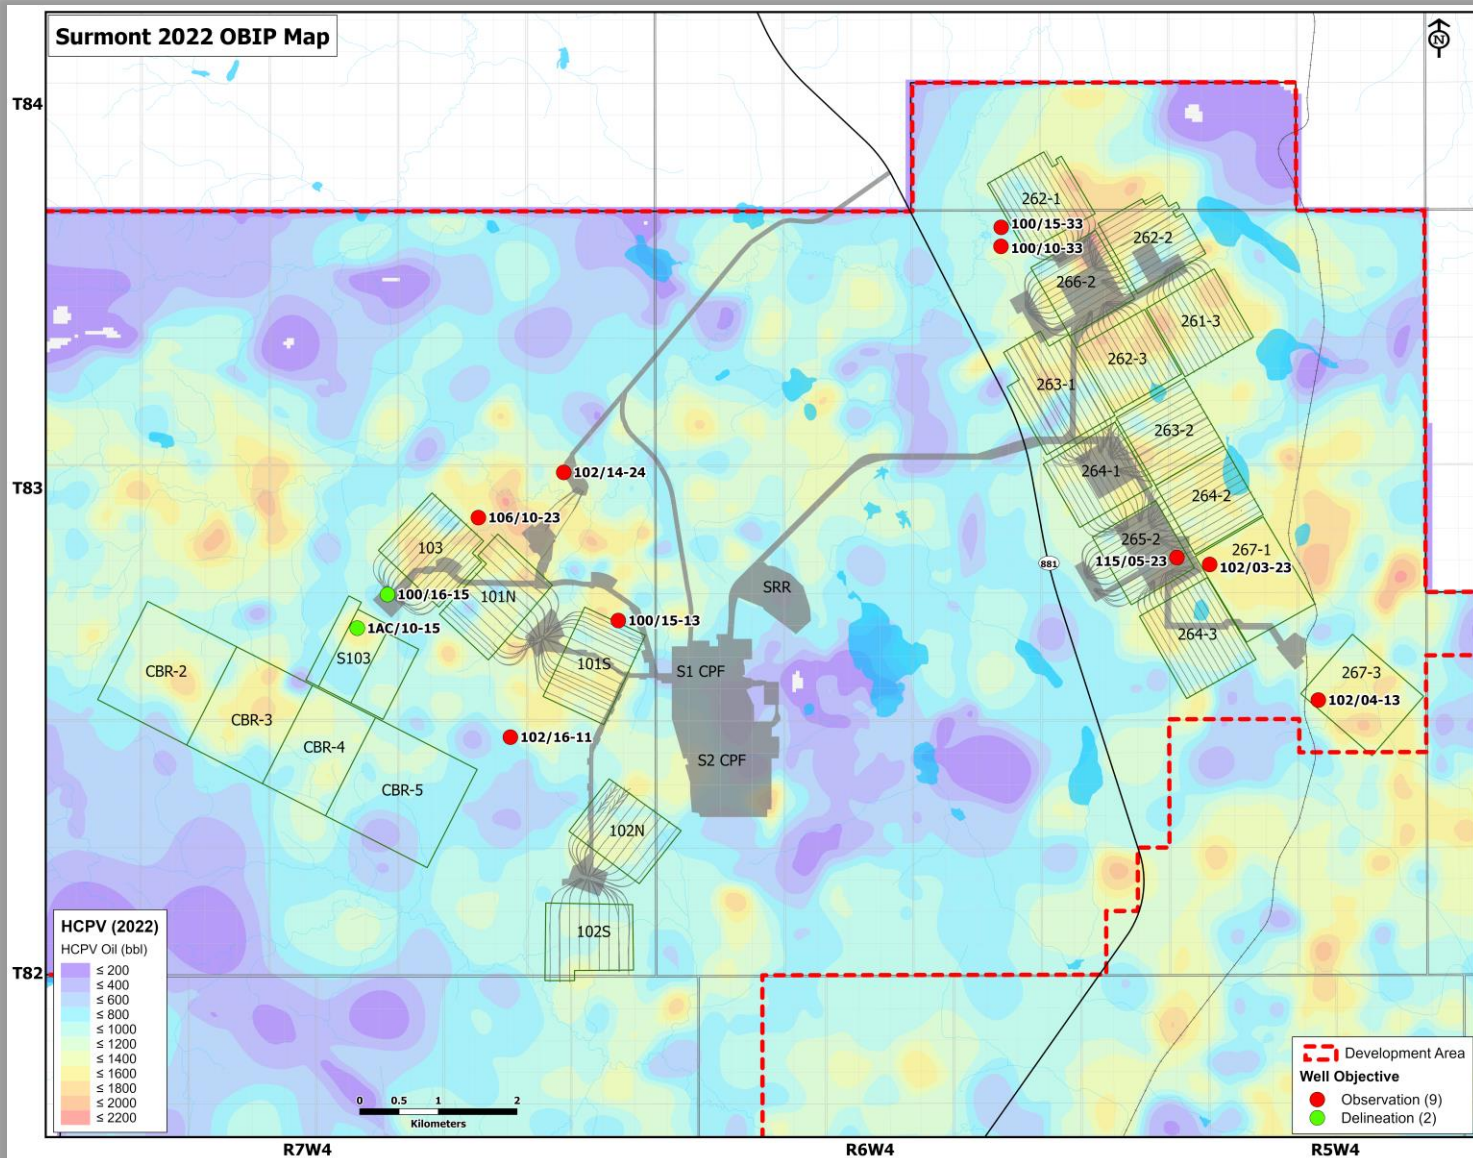 Surmont 2022 OBIP Map
N
T84
262-1
100/15-33
100/10-33
262-2
266-2
261-3
262-3
263-1
263-2
102/14-24
264-1
T83
264-2
106/10-23
103
265-2
267-1
115/05-23
102/03-23
881
SRR
100/16-15
101N
100/15-13
1AC/10-15
264-3
S103
101S
S1 CPF
CBR-2
267-3
102/04-13
CBR-3
102/16-11
CBR-4
S2 CPF
CBR-5
102N
102S
T82
HCPV (2022)
HCPV Oil (bbl)
≤ 200
≤ 400
≤ 600
≤ 800
≤ 1000
≤ 1200
≤ 1400
≤ 1600
≤ 1800
≤ 2000
≤ 2200
0 0.5 1 2
Kilometers
Development Area
Well Objective
Observation (9)
Delineation (2)
R7W4
R6W4
R5W4